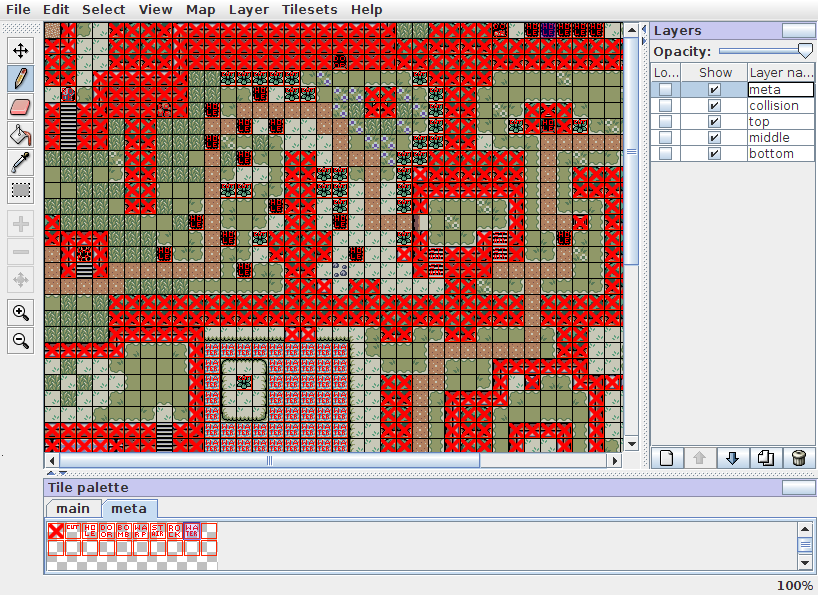 File Edit Select View Map Layer Tilesets Help
Layers
Opacity:
Lo... Show Layer na...
meta
collision
top
middle
bottom
Tile palette
main meta
CUT HOLE DOOR BOMB WARP STAIR ROCK WATER
100%